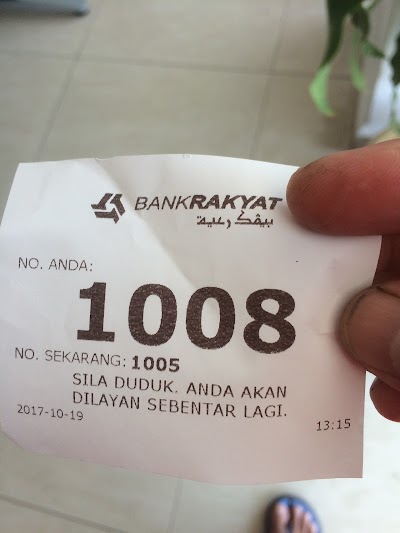 BANKRAKYAT
بيڤک رعية
NO. ANDA:
1008
NO. SEKARANG: 1005
SILA DUDUK. ANDA AKAN
DILAYAN SEBENTAR LAGI.
2017-10-19 13:15